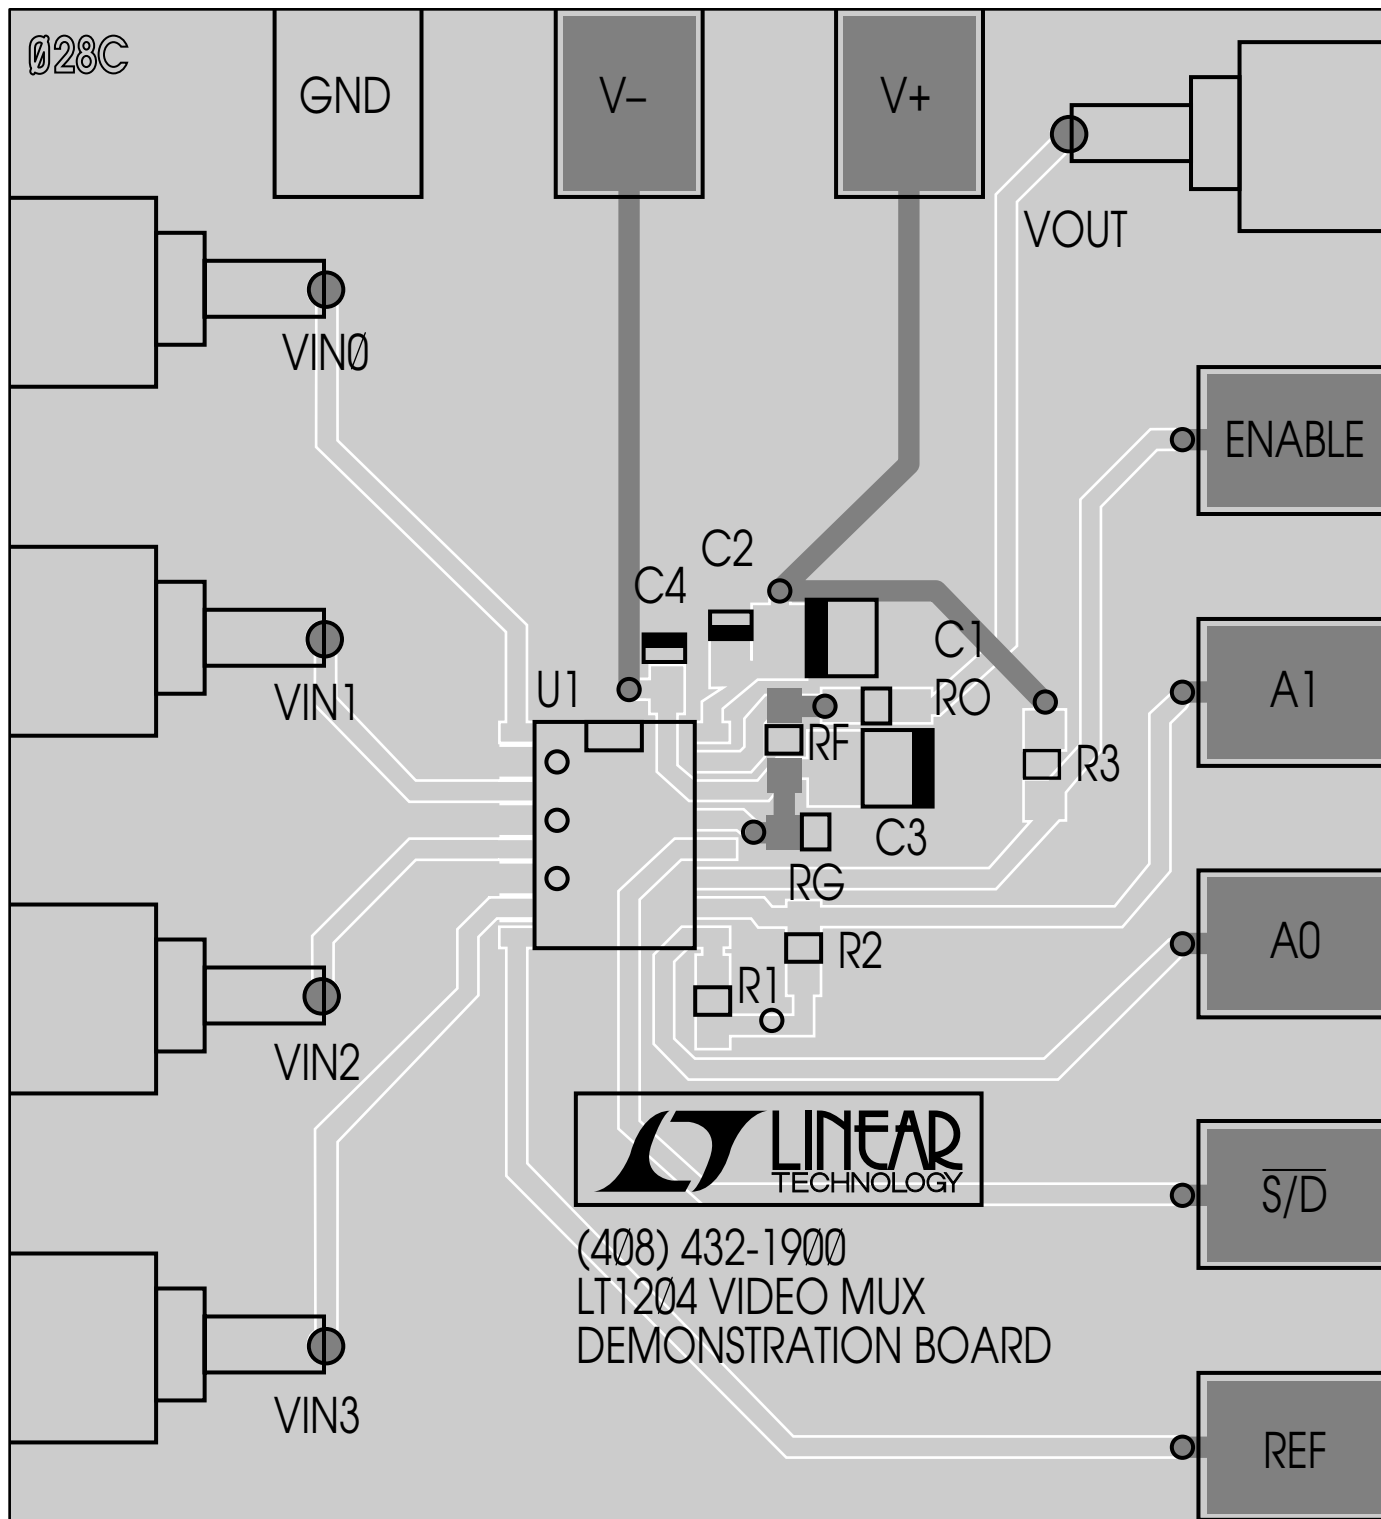 Ø28C
GND
V-
V+
VOUT
VINØ
ENABLE
C2
C4
VIN1
U1
C1
RO
A1
RF
R3
C3
RG
R2
A0
R1
VIN2
LINEAR
TECHNOLOGY
S/D
(4Ø8) 432-19ØØ
LT12Ø4 VIDEO MUX
DEMONSTRATION BOARD
VIN3
REF